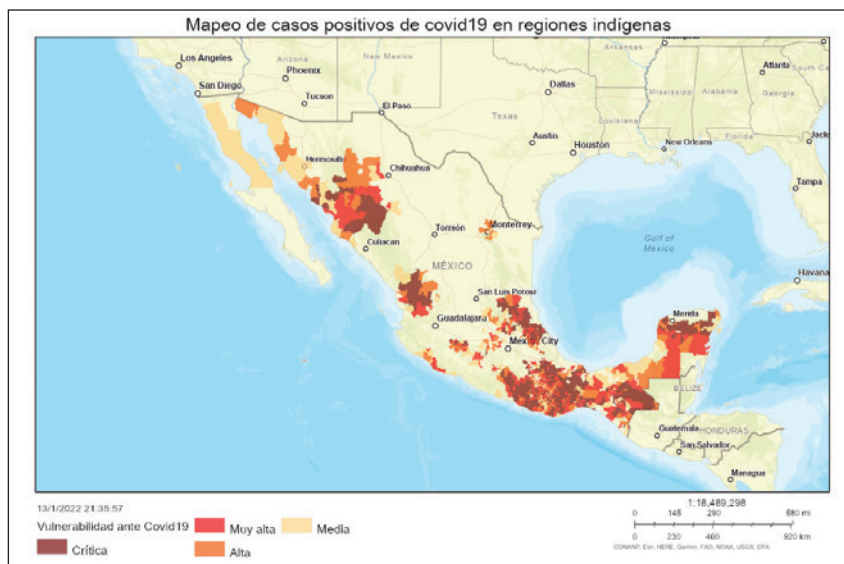 Mapeo de casos positivos de covid19 en regiones indígenas
Los Angeles
Arizona
New Mexico
Arkansas
Atlanta
South Ca
San Diego
Phoenix
Dallas
Mississippi
Alabama
Georgia
Tucson
El Paso
Texas
Louisiana
Jack
Austin
Houston
New Orleans
Florida
Hermosillo
Chihuahua
Tampa
Culiacan
Torreón
Monterrey
Gulf of
Mexico
MÉXICO
San Luis Potosí
Havana
Guadalajara
Mexico City
Merida
BELIZE
Guatemala
HONDURAS
San Salvador
Managua
13/1/2022 21:35:57
Vulnerabilidad ante Covid19
Muy alta
Media
Crítica
Alta
1:18,489,298
0 145 290 580 mi
0 230 460 920 km
CONANP, Esri, HERE, Garmin, FAO, NOAA, USGS, EPA